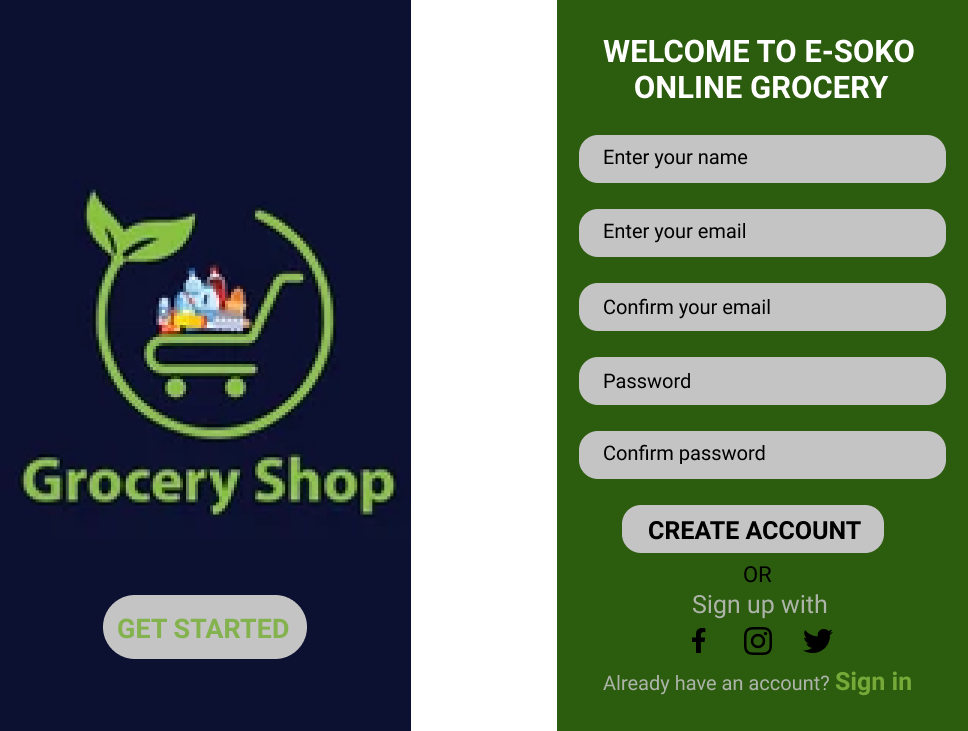 Grocery Shop
GET STARTED
WELCOME TO E-SOKO
ONLINE GROCERY
Enter your name
Enter your email
Confirm your email
Password
Confirm password
CREATE ACCOUNT
OR
Sign up with
Already have an account? Sign in